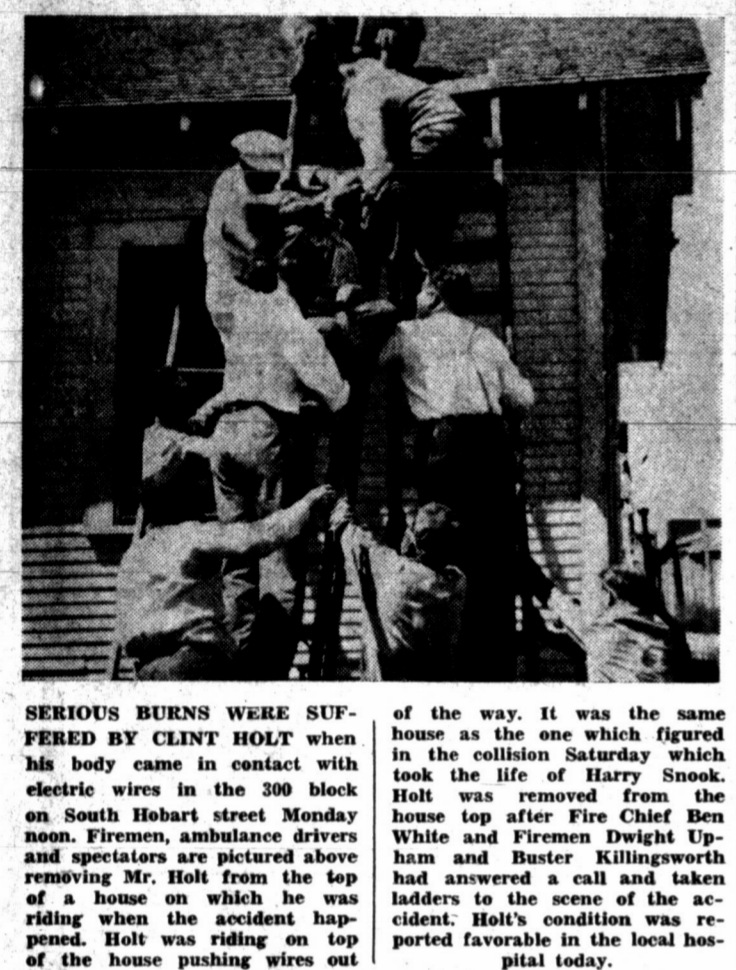 SERIOUS BURNS WERE SUF-
FERED BY CLINT HOLT when
his body came in contact with
electric wires in the 300 block
on South Hobart street Monday
noon. Firemen, ambulance drivers
and spectators are pictured above
removing Mr. Holt from the top
of a house on which he was
riding when the accident hap-
pened. Holt was riding on top
of the house pushing wires out
of the way. It was the same
house as the one which figured
in the collision Saturday which
took the life of Harry Snook.
Holt was removed from the
house top after Fire Chief Ben
White and Firemen Dwight Up-
ham and Buster Killingsworth
had answered a call and taken
ladders to the scene of the ac-
cident. Holt's condition was re-
ported favorable in the local hos-
pital today.